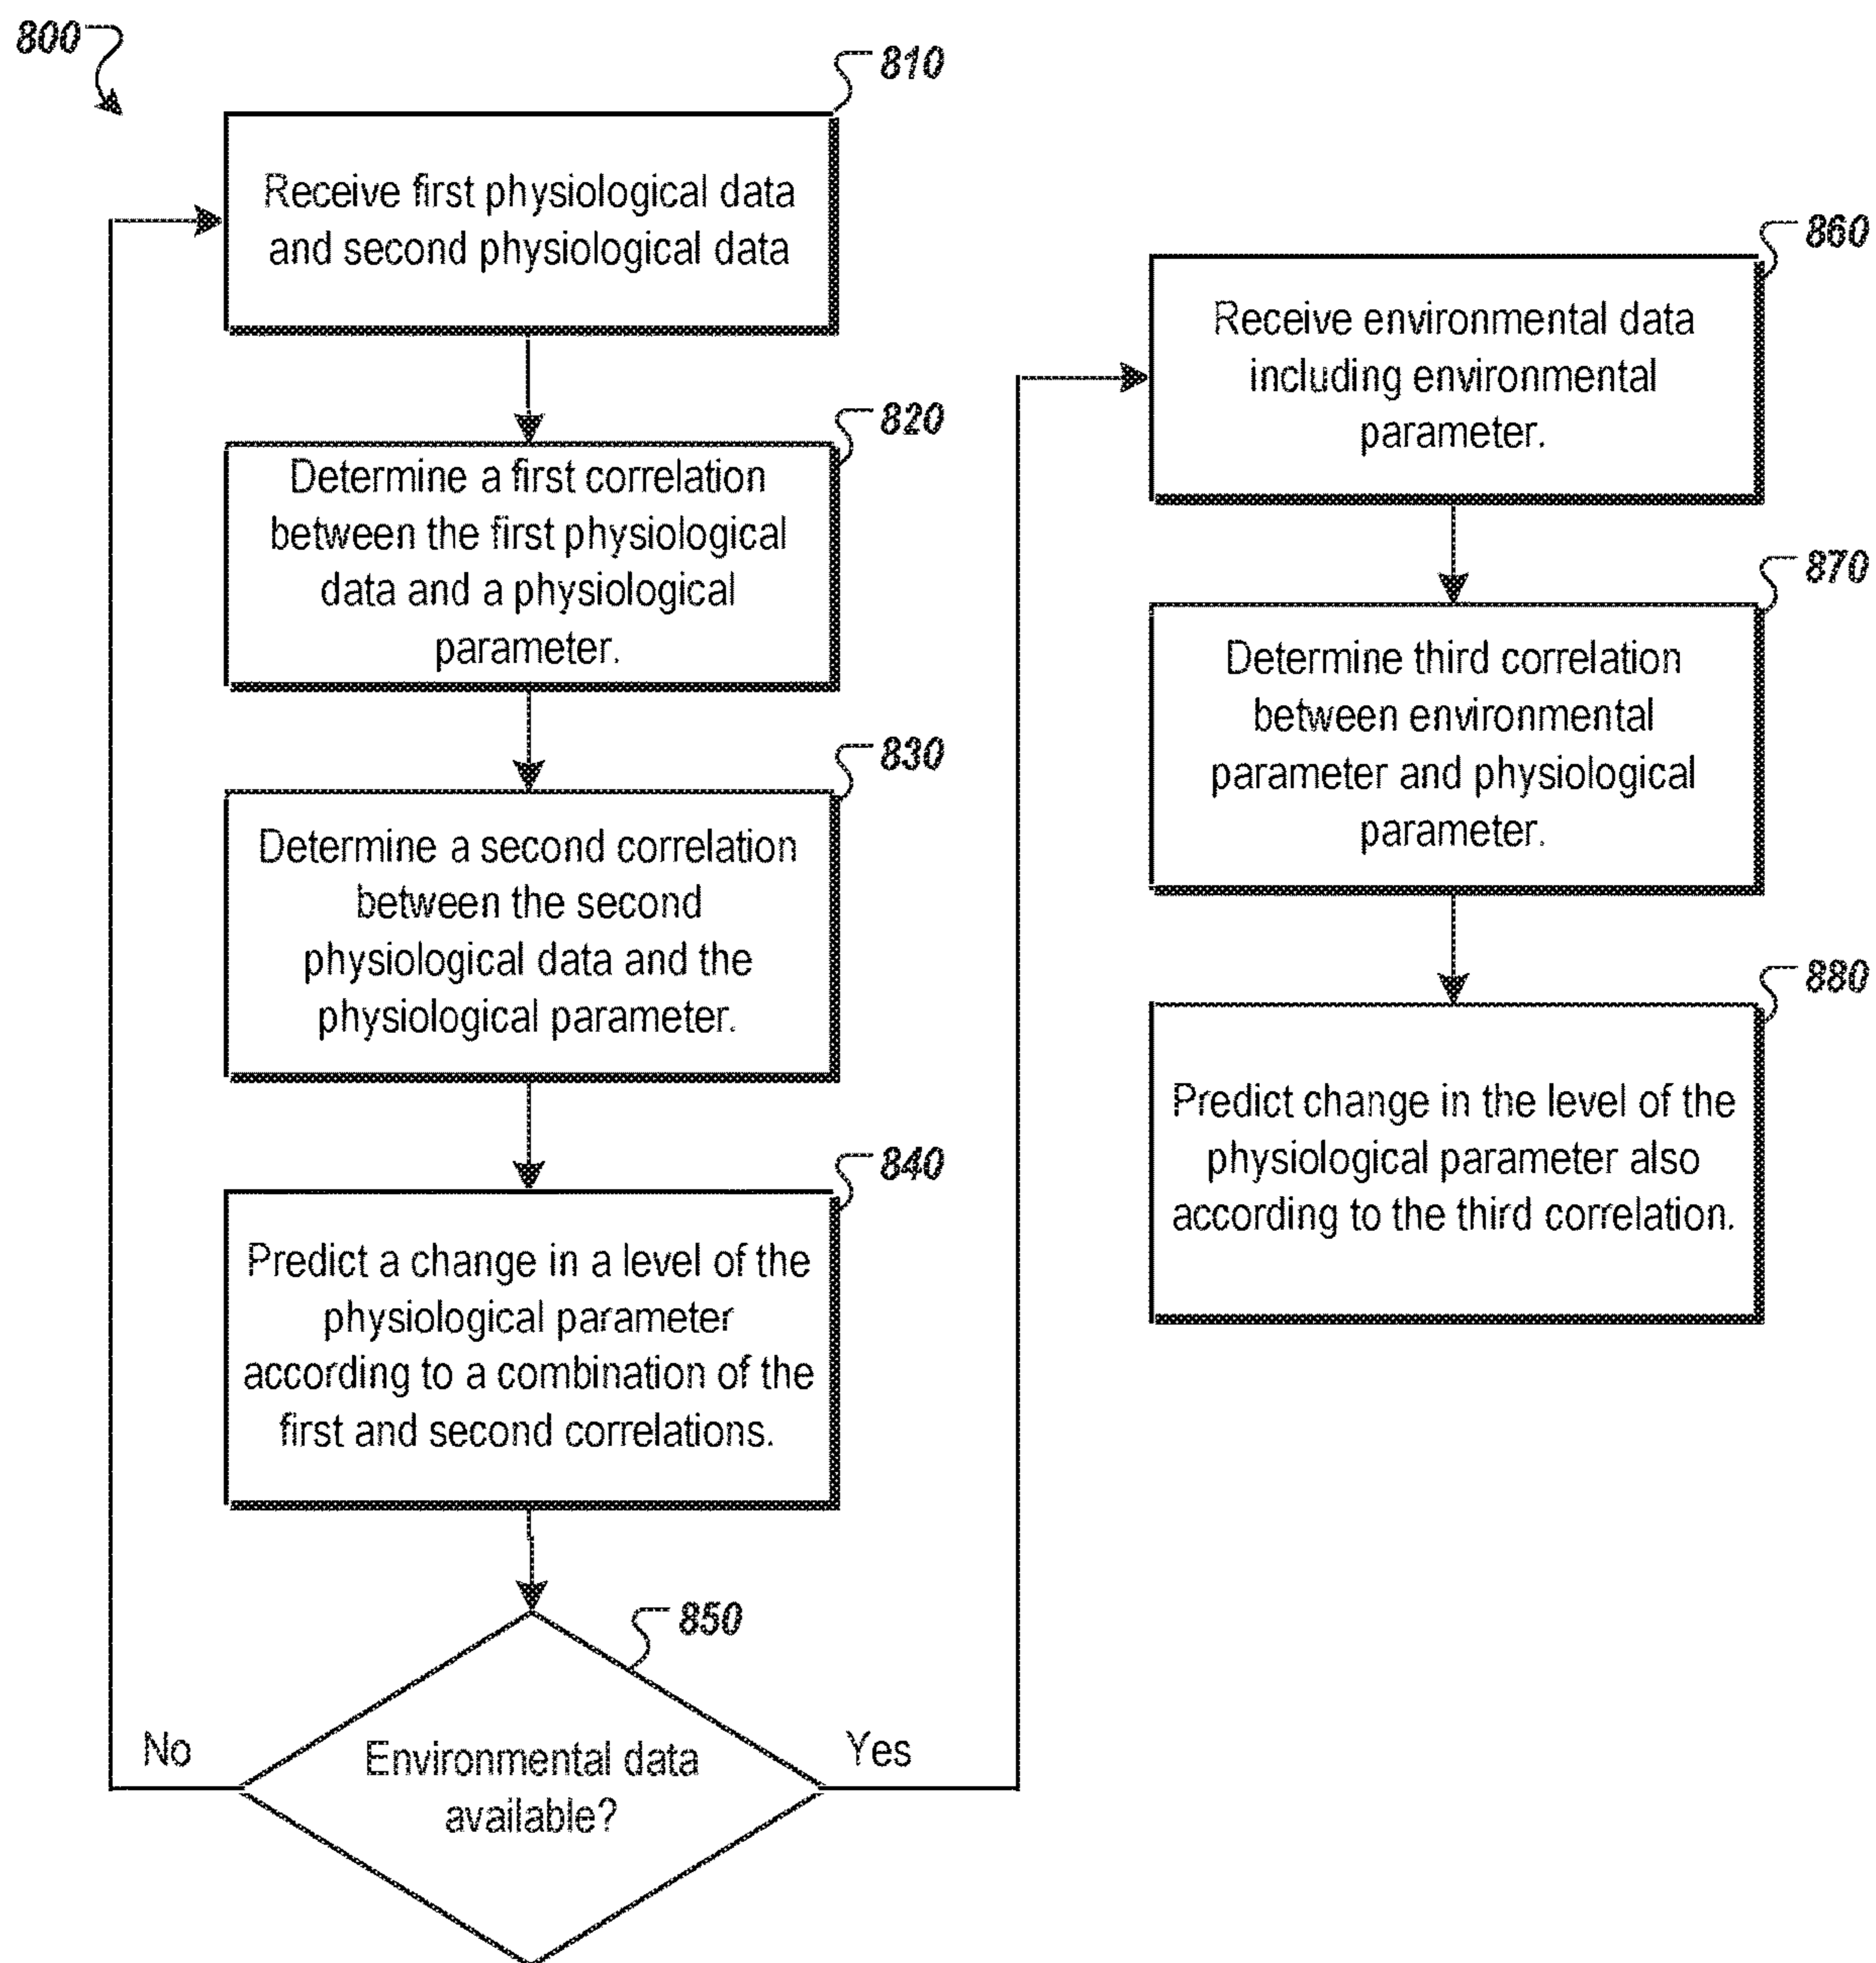 800
810
Receive first physiological data
and second physiological data
820
Determine a first correlation
between the first physiological
data and a physiological
parameter.
830
Determine a second correlation
between the second
physiological data and the
physiological parameter.
840
Predict a change in a level of the
physiological parameter
according to a combination of the
first and second correlations.
850
Environmental data
available?
No
Yes
860
Receive environmental data
including environmental
parameter.
870
Determine third correlation
between environmental
parameter and physiological
parameter.
880
Predict change in the level of the
physiological parameter also
according to the third correlation.